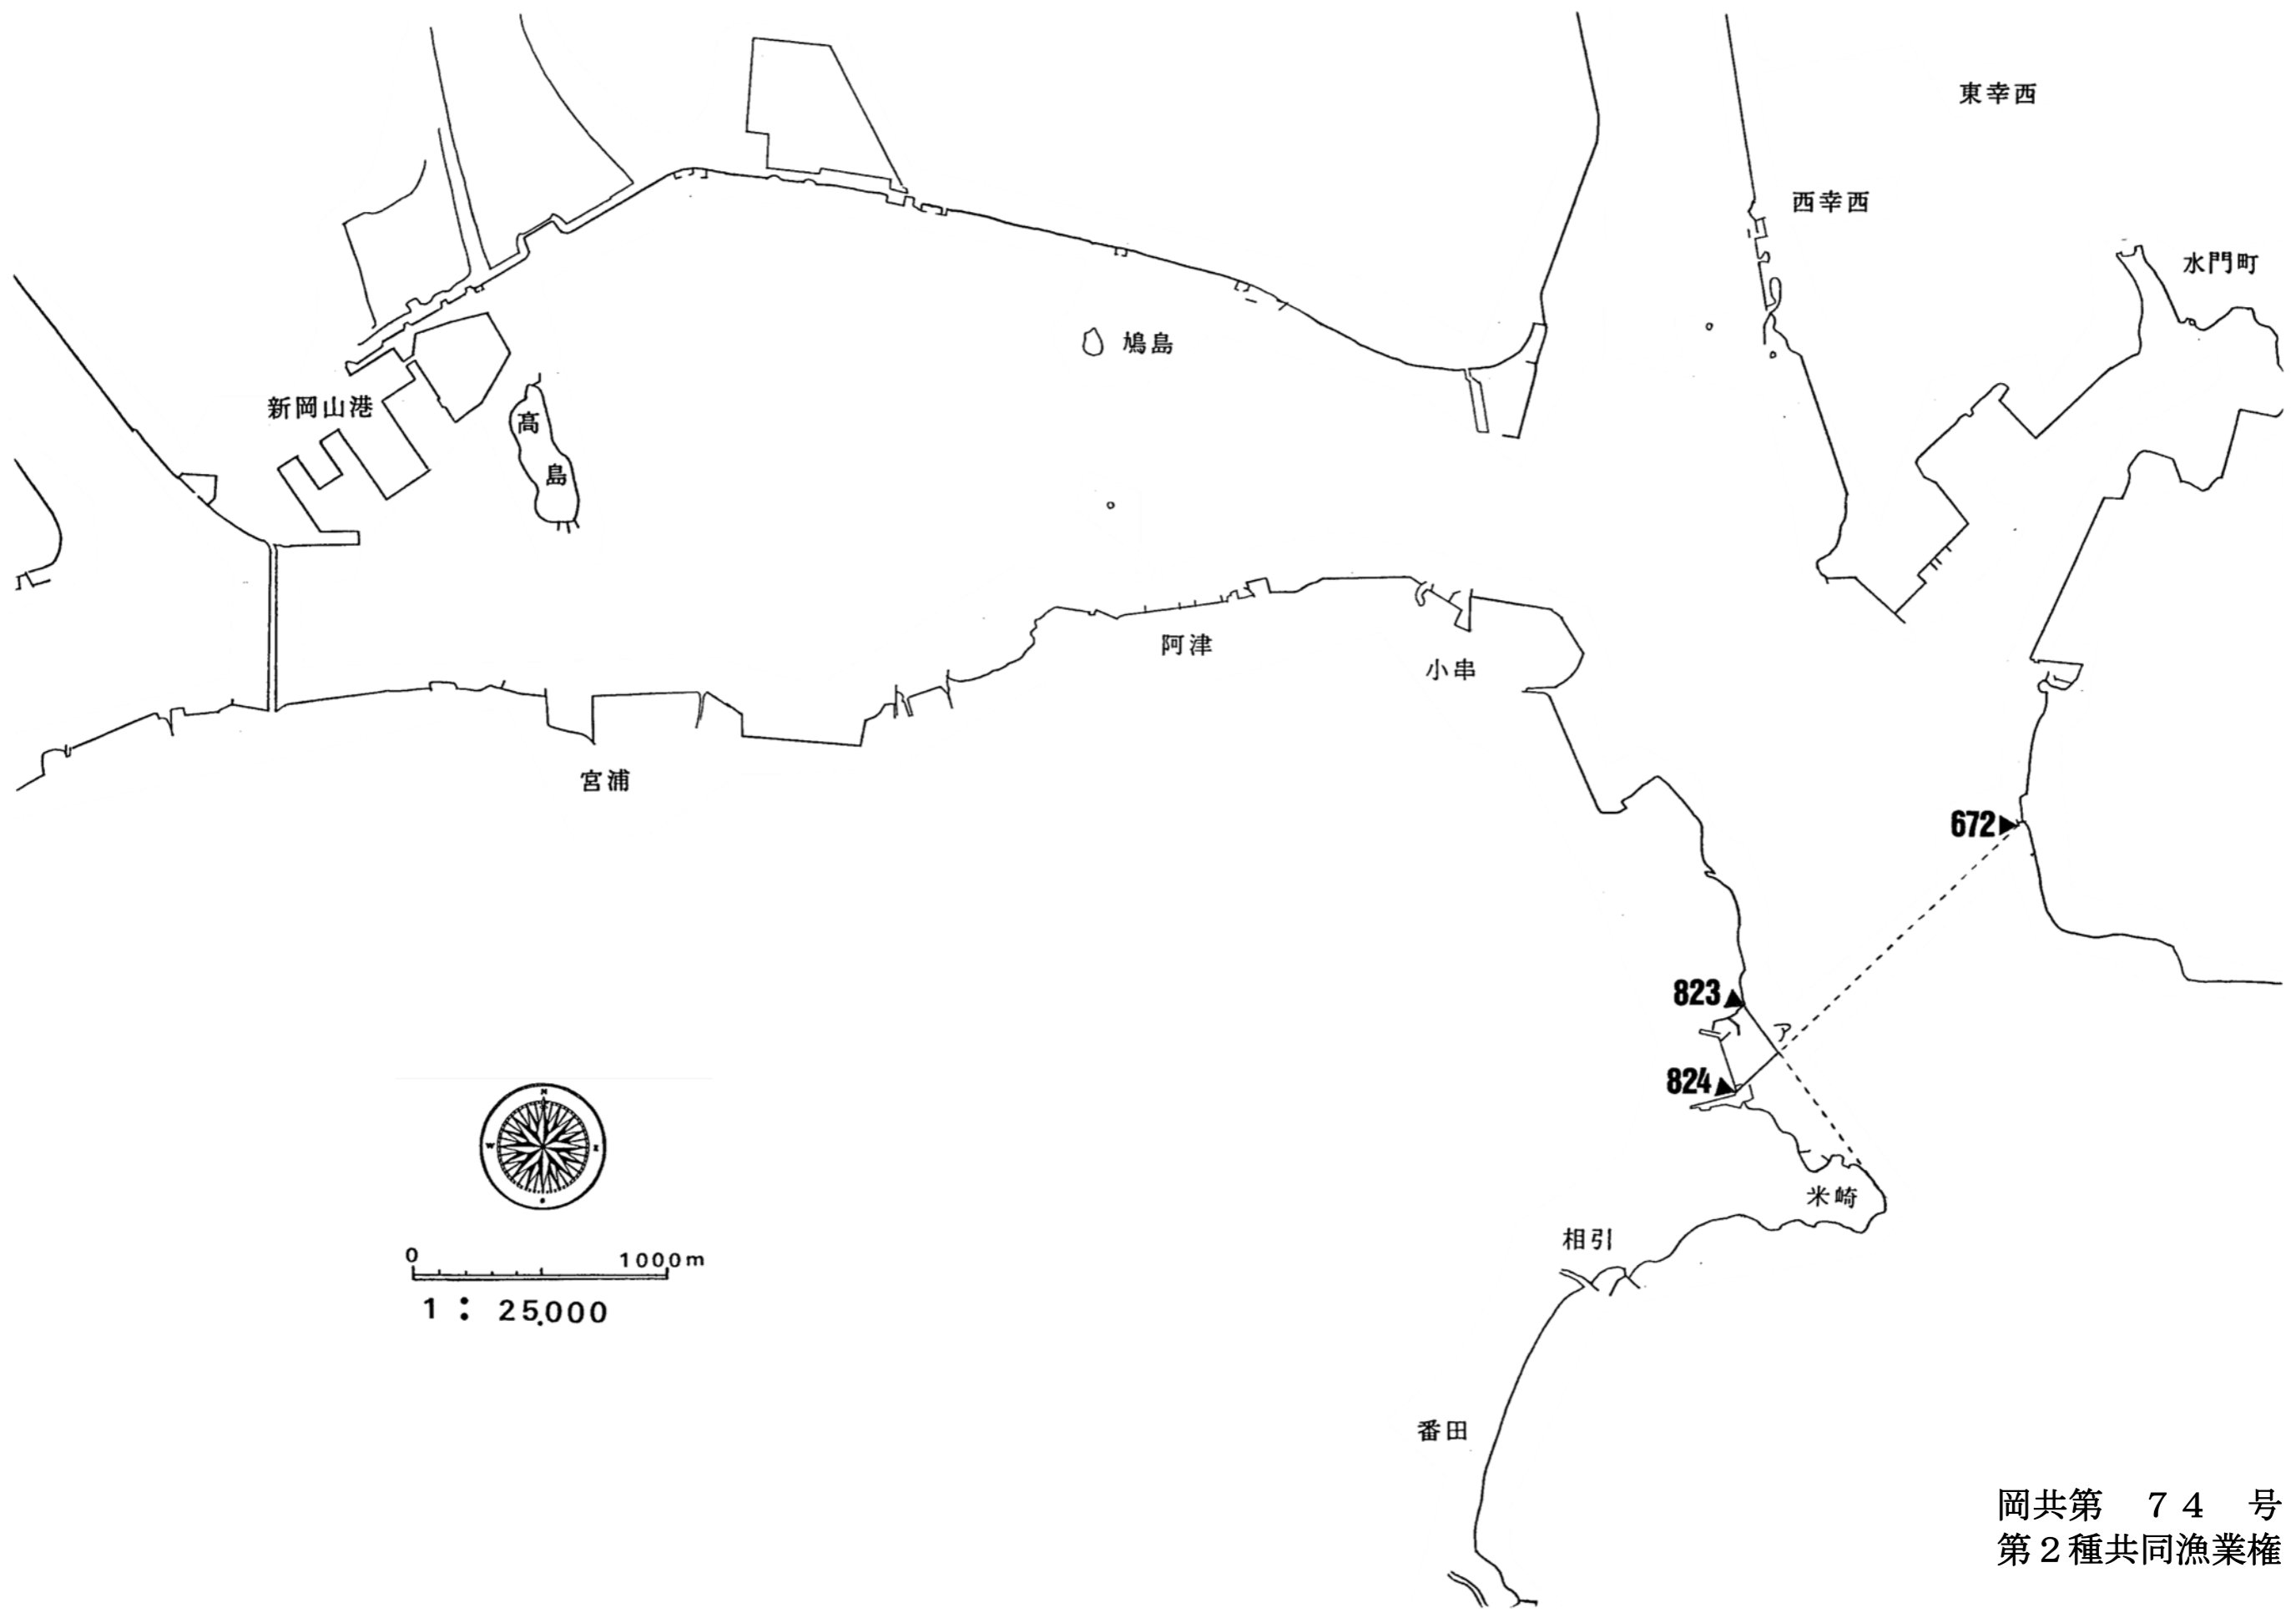 東幸西
西幸西
水門町
鳩島
新岡山港
高
島
阿津
小串
宮浦
672
823
ア
824
米崎
相引
N
W
E
S
0 1000m
1 : 25.000
番田
岡共第 74 号
第2種共同漁業権